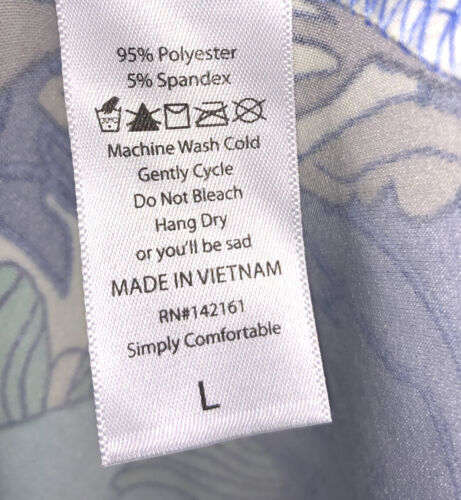 95% Polyester
5% Spandex
30°C
Machine Wash Cold
Gently Cycle
Do Not Bleach
Hang Dry
or you'll be sad
MADE IN VIETNAM
RN#142161
Simply Comfortable
L